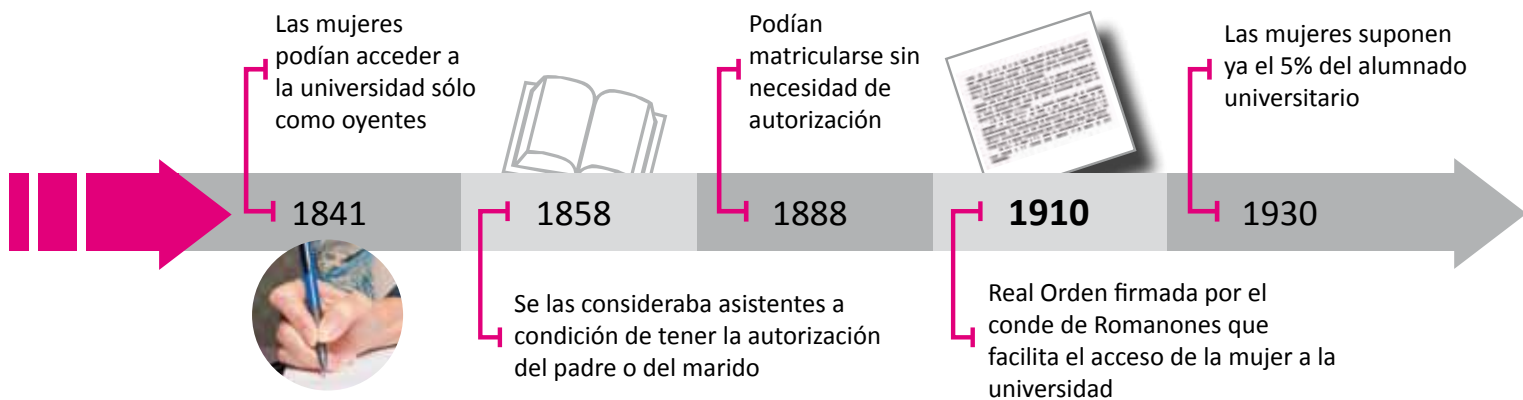 Las mujeres
podían acceder a
la universidad sólo
como oyentes
1841
1858
Se las consideraba asistentes a
condición de tener la autorización
del padre o del marido
Podían
matricularse sin
necesidad de
autorización
1888
1910
Real Orden firmada por el
conde de Romanones que
facilita el acceso de la mujer a la
universidad
Las mujeres suponen
ya el 5% del alumnado
universitario
1930